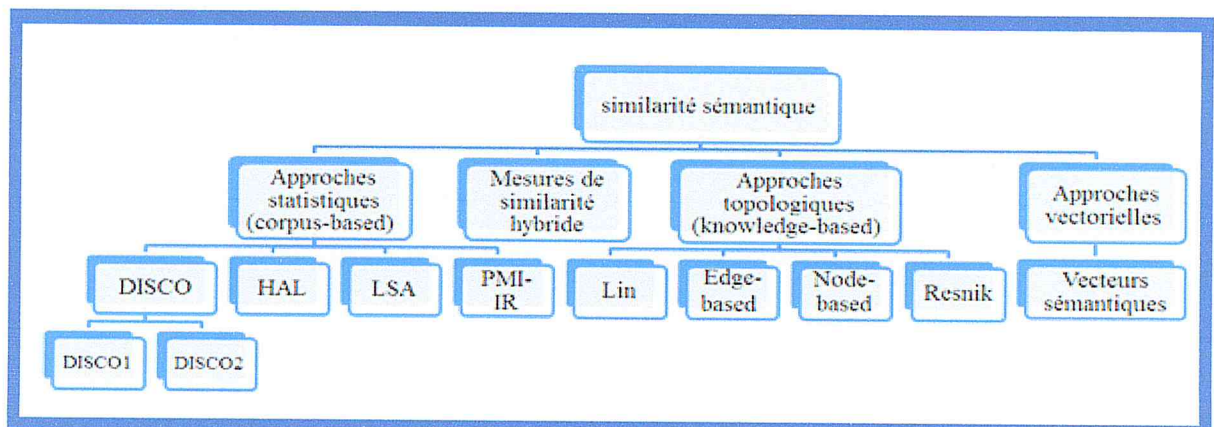 similarité sémantique
Approches
statistiques
(corpus-based)
Mesures de
similarité
hybride
Approches
topologiques
(knowledge-based)
Approches
vectorielles
DISCO
HAL
LSA
PMI-
IR
Lin
Edge-
based
Node-
based
Resnik
Vecteurs
sémantiques
DISCO1
DISCO2